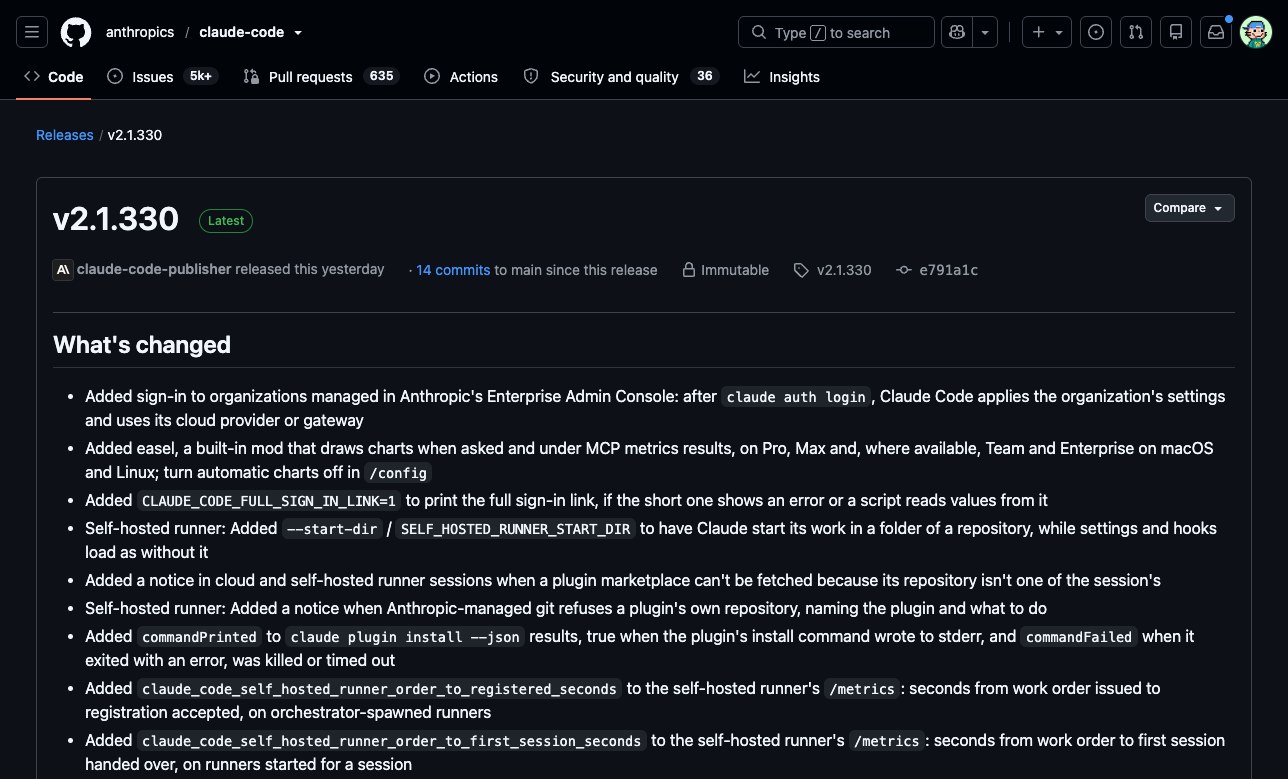 anthropics / claude-code
Type / to search
Code
Issues 5k+
Pull requests 635
Actions
Security and quality 36
Insights
Releases / v2.1.330
v2.1.330 Latest
Compare
claude-code-publisher released this yesterday · 14 commits to main since this release Immutable v2.1.330 e791a1c
What's changed
• Added sign-in to organizations managed in Anthropic's Enterprise Admin Console: after claude auth login, Claude Code applies the organization's settings
and uses its cloud provider or gateway
• Added easel, a built-in mod that draws charts when asked and under MCP metrics results, on Pro, Max and, where available, Team and Enterprise on macOS
and Linux; turn automatic charts off in /config
• Added CLAUDE_CODE_FULL_SIGN_IN_LINK=1 to print the full sign-in link, if the short one shows an error or a script reads values from it
• Self-hosted runner: Added --start-dir / SELF_HOSTED_RUNNER_START_DIR to have Claude start its work in a folder of a repository, while settings and hooks
load as without it
• Added a notice in cloud and self-hosted runner sessions when a plugin marketplace can't be fetched because its repository isn't one of the session's
• Self-hosted runner: Added a notice when Anthropic-managed git refuses a plugin's own repository, naming the plugin and what to do
• Added commandPrinted to claude plugin install --json results, true when the plugin's install command wrote to stderr, and commandFailed when it
exited with an error, was killed or timed out
• Added claude_code_self_hosted_runner_order_to_registered_seconds to the self-hosted runner's /metrics: seconds from work order issued to
registration accepted, on orchestrator-spawned runners
• Added claude_code_self_hosted_runner_order_to_first_session_seconds to the self-hosted runner's /metrics: seconds from work order to first session
handed over, on runners started for a session